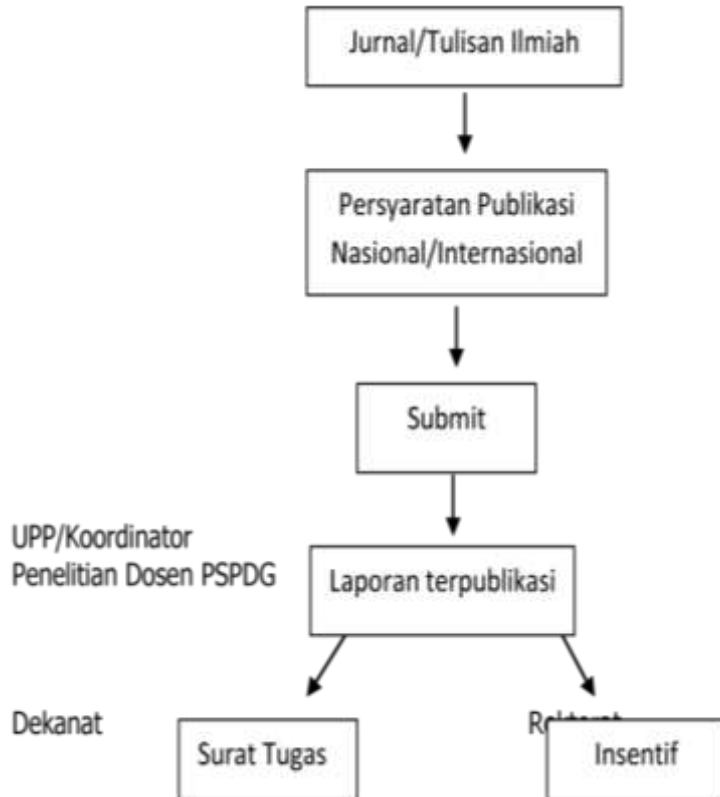 Jurnal/Tulisan Ilmiah
Persyaratan Publikasi
Nasional/Internasional
Submit
UPP/Koordinator
Penelitian Dosen PSPDG
Laporan terpublikasi
Dekanat
Surat Tugas
Insentif